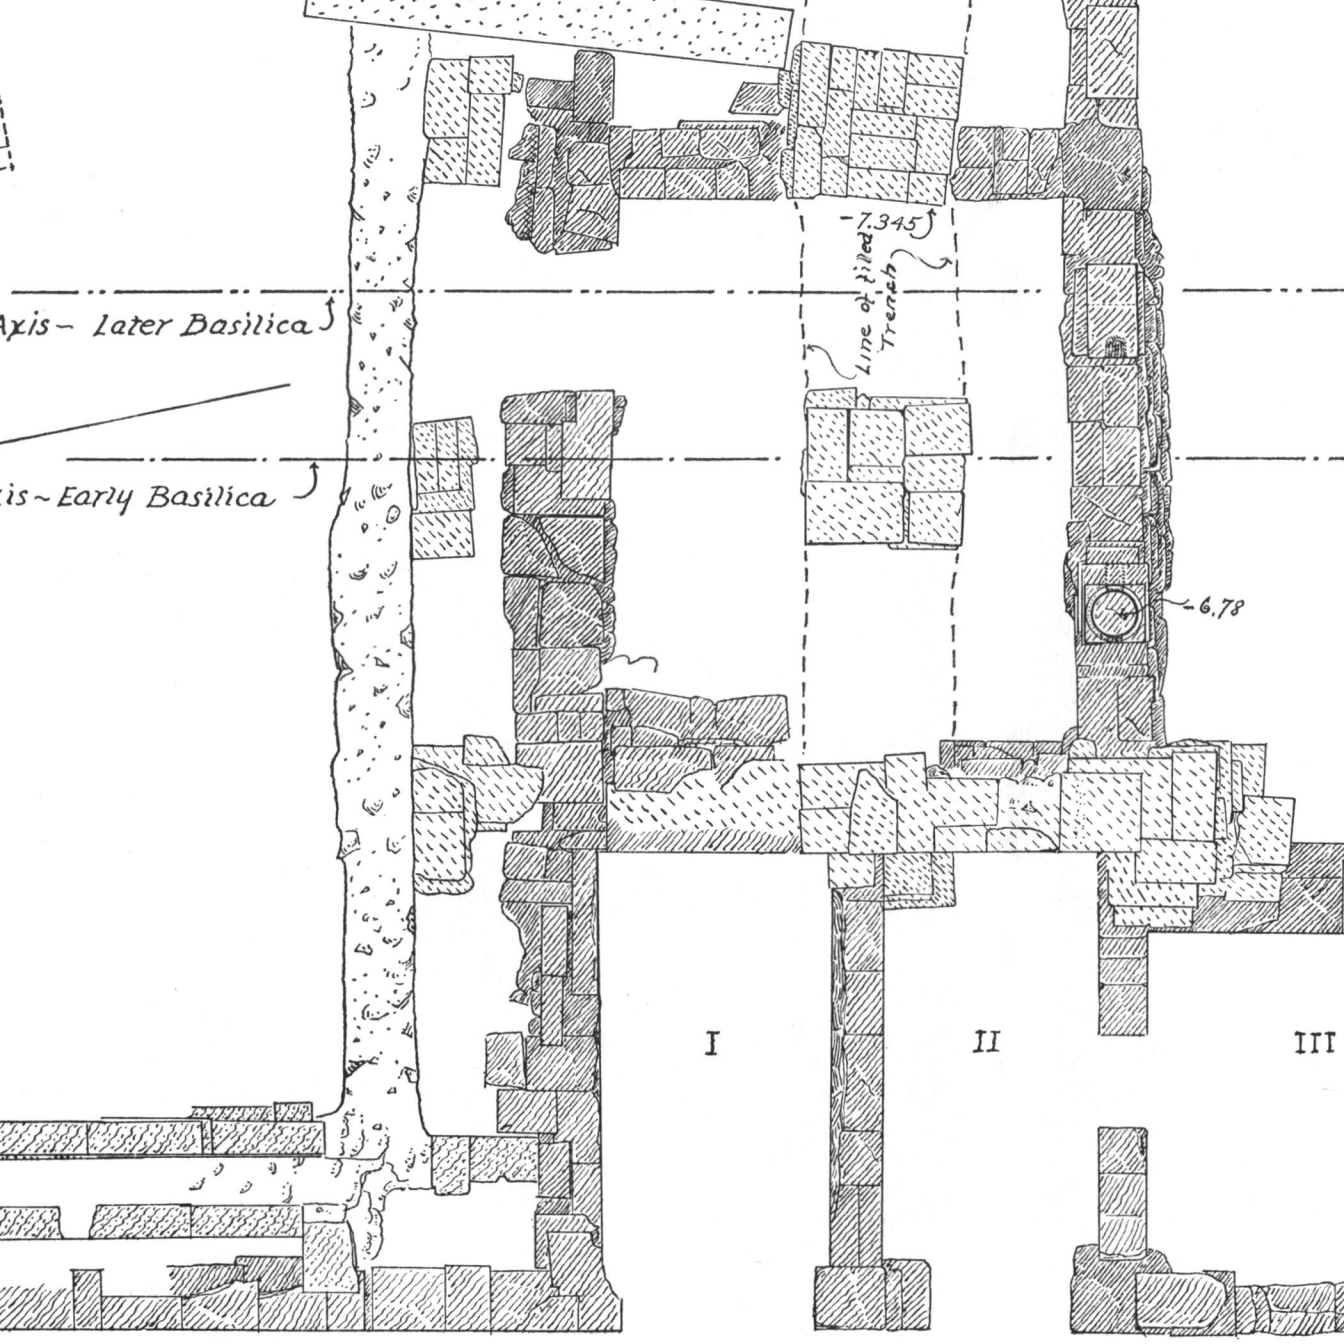 -7.345
Line of filled
Trench
Axis ~ Later Basilica
is ~ Early Basilica
-6.78
I
II
III